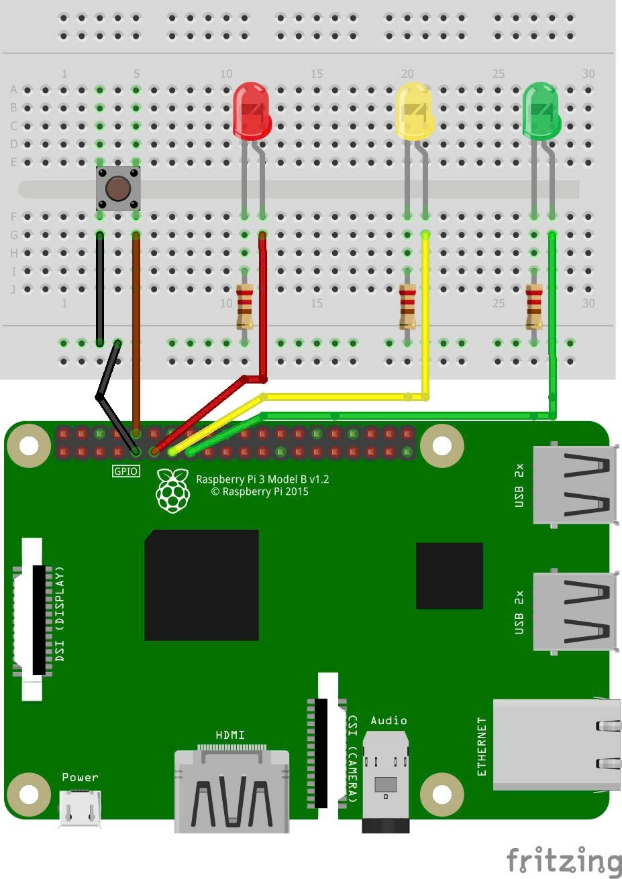 1 5 10 15 20 25 30
A
B
C
D
E
F
G
H
I
J
1 10 15 20 25 30
GPIO
Raspberry Pi 3 Model B v1.2
© Raspberry Pi 2015
USB 2x
DSI (DISPLAY)
USB 2x
CSI (CAMERA)
Audio
ETHERNET
HDMI
Power
fritzing